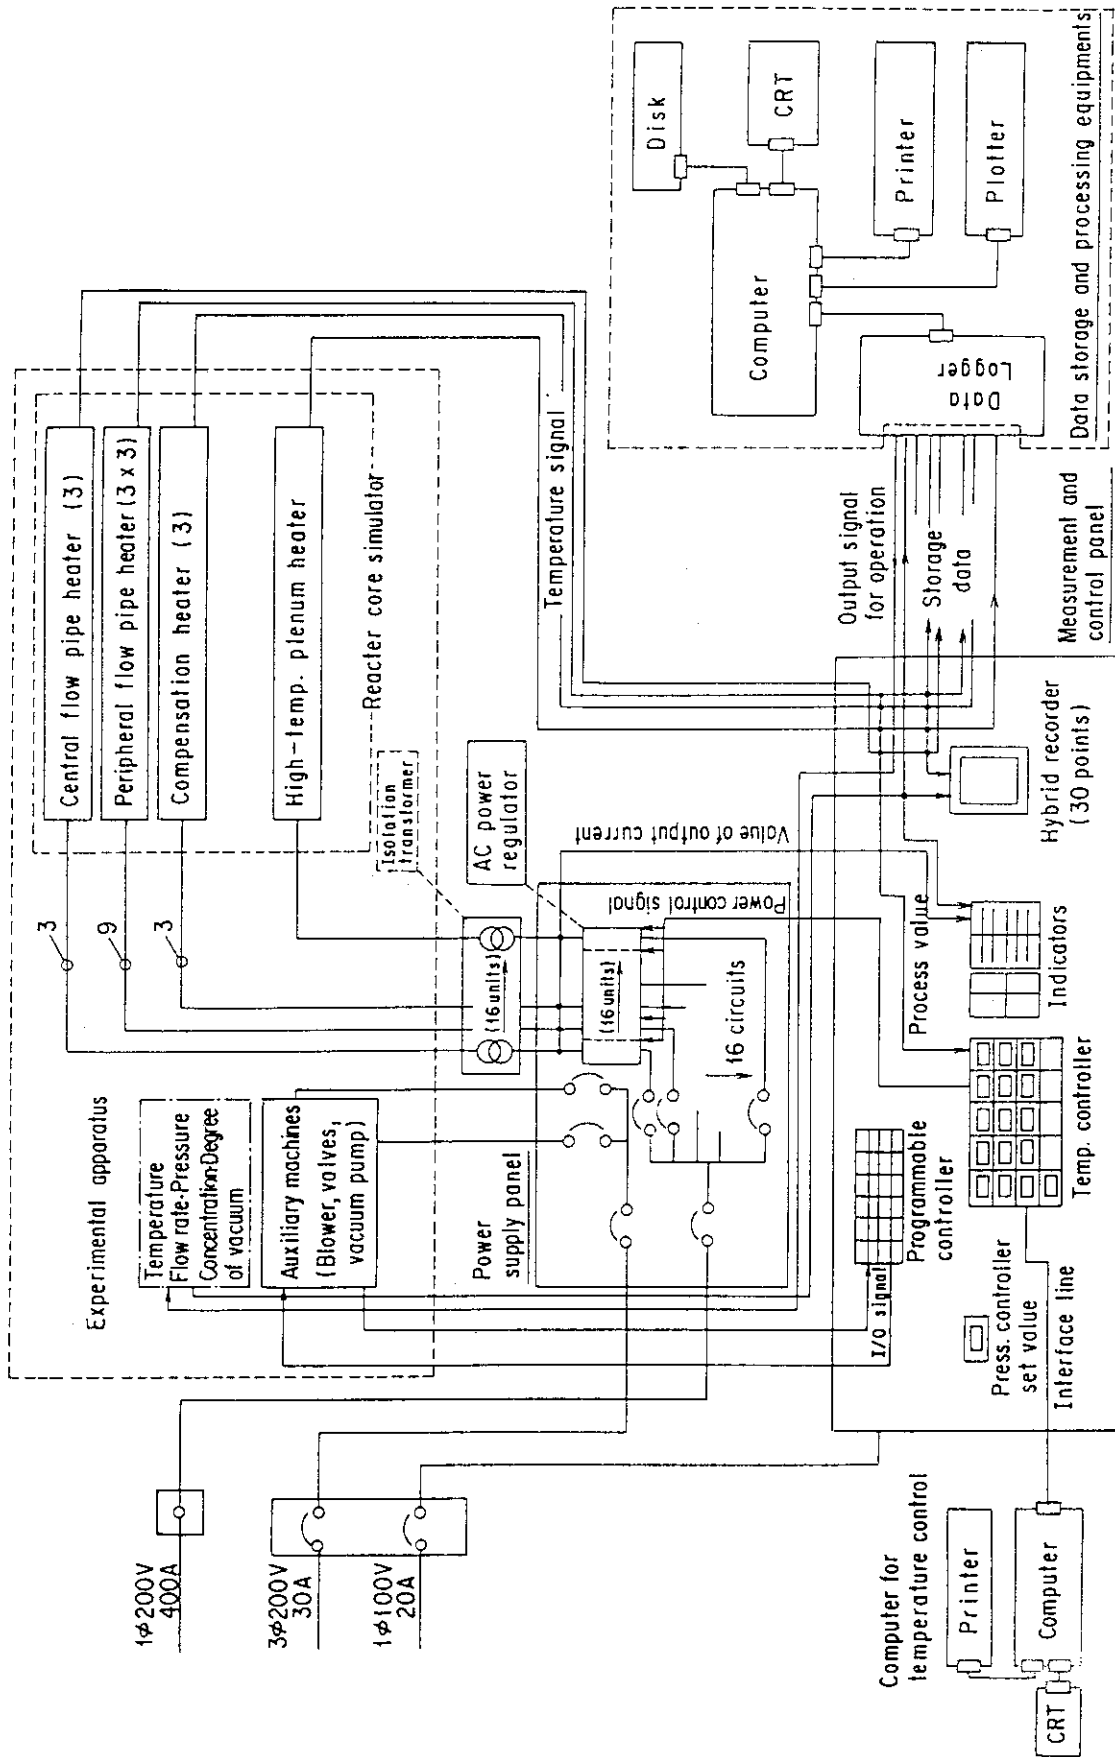 Experimental apparatus
Central flow pipe heater (3)
Peripheral flow pipe heater (3 x 3)
Compensation heater (3)
High-temp. plenum heater
Reacter core simulator
3
9
3
Temperature
Flow rate·Pressure
Concentration·Degree
of vacuum
Auxiliary machines
(Blower, valves,
vacuum pump)
Isolation
transformer
AC power
regulator
(16 units)
(16 units)
Power
supply panel
16 circuits
Power control signal
Value of output current
Temperature signal
1φ200V
400A
3φ200V
30A
1φ100V
20A
I/O signal
Programmable
controller
Process value
Output signal
for operation
Storage
data
Measurement and
control panel
Press. controller
set value
Interface line
Temp. controller
Indicators
Hybrid recorder
(30 points)
Computer for
temperature control
Printer
Computer
CRT
Disk
CRT
Computer
Printer
Plotter
Data
Logger
Data storage and processing equipments